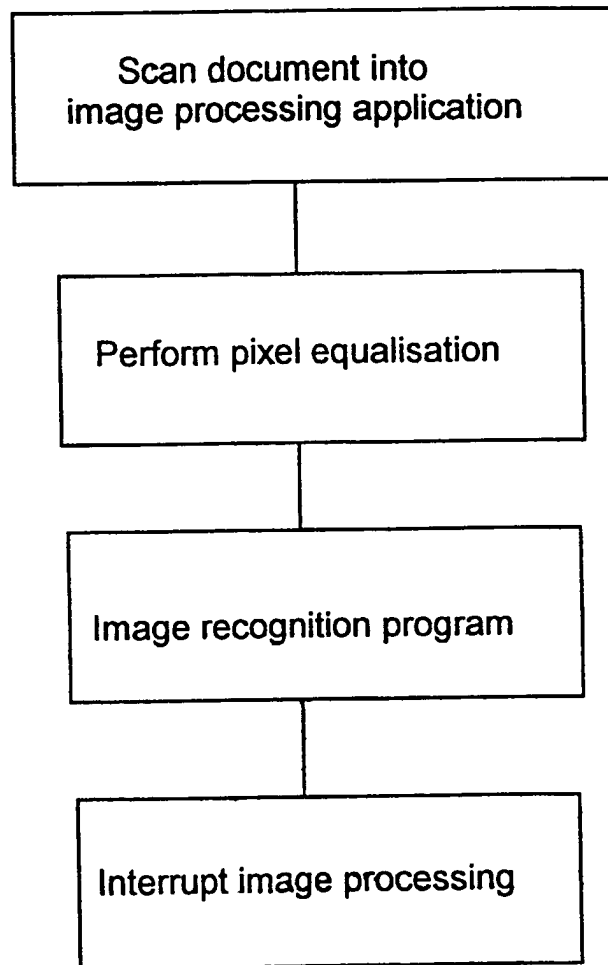 Scan document into
image processing application
Perform pixel equalisation
Image recognition program
Interrupt image processing